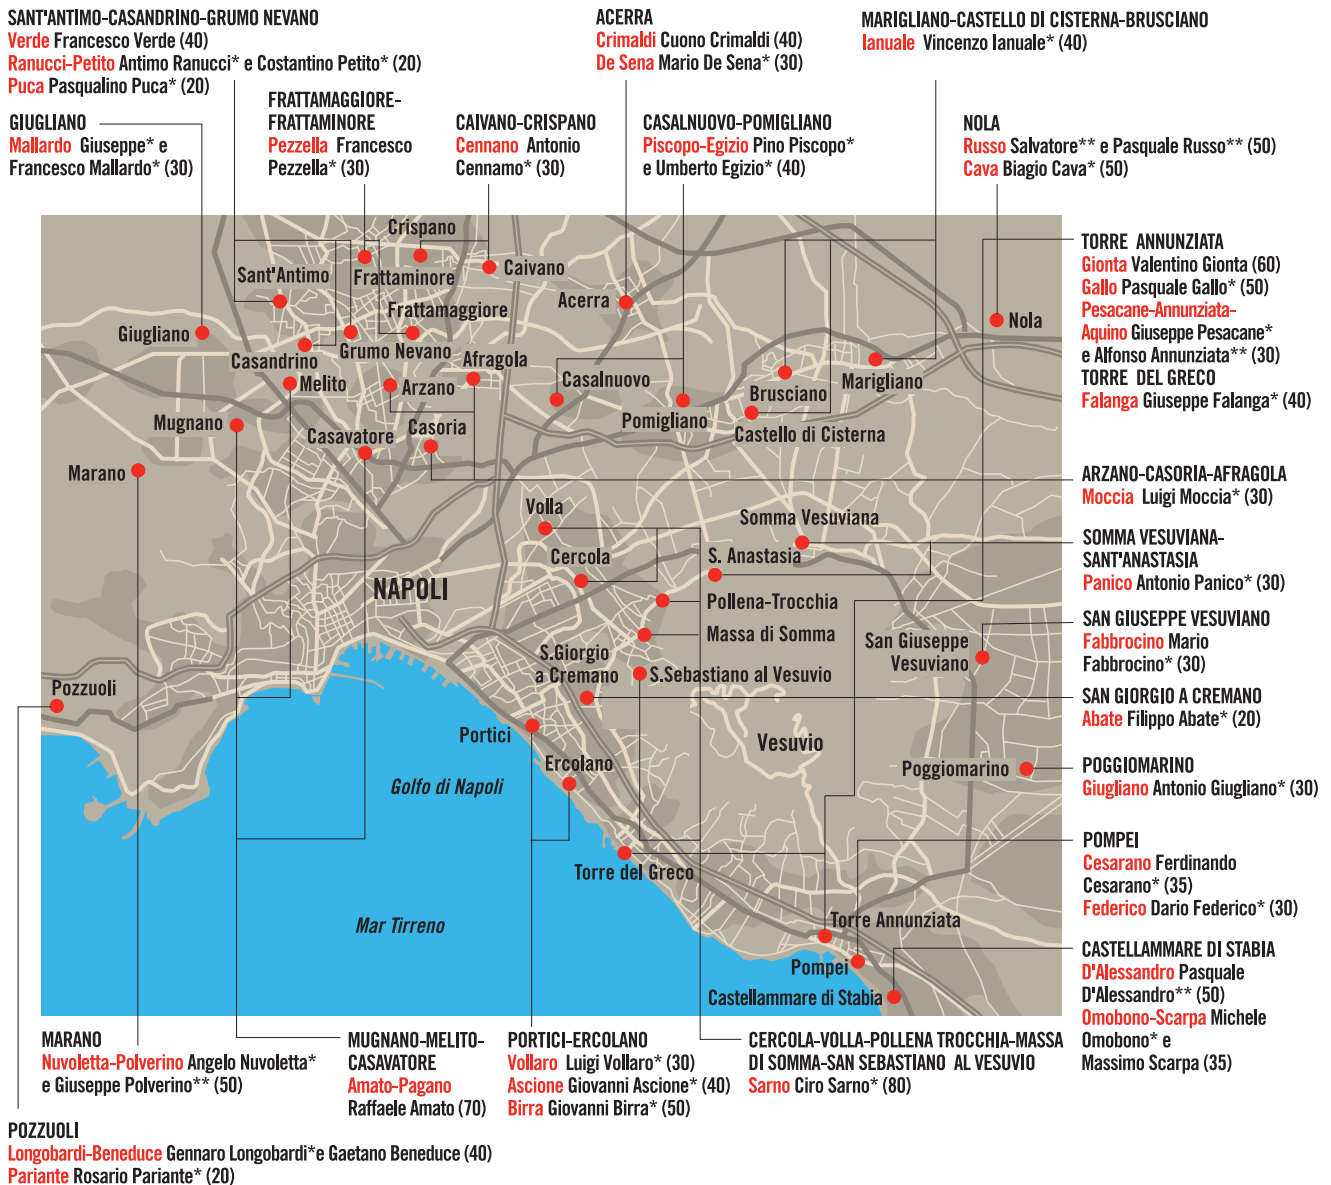 SANT'ANTIMO-CASANDRINO-GRUMO NEVANO
Verde Francesco Verde (40)
Ranucci-Petito Antimo Ranucci* e Costantino Petito* (20)
Puca Pasqualino Puca* (20)
ACERRA
Crimaldi Cuono Crimaldi (40)
De Sena Mario De Sena* (30)
MARIGLIANO-CASTELLO DI CISTERNA-BRUSCIANO
Ianuale Vincenzo Ianuale* (40)
GIUGLIANO
Mallardo Giuseppe* e
Francesco Mallardo* (30)
FRATTAMAGGIORE-
FRATTAMINORE
Pezzella Francesco
Pezzella* (30)
CAIVANO-CRISPANO
Cennano Antonio
Cennamo* (30)
CASALNUOVO-POMIGLIANO
Piscopo-Egizio Pino Piscopo*
e Umberto Egizio* (40)
NOLA
Russo Salvatore** e Pasquale Russo** (50)
Cava Biagio Cava* (50)
TORRE ANNUNZIATA
Gionta Valentino Gionta (60)
Gallo Pasquale Gallo* (50)
Pesacane-Annunziata-
Aquino Giuseppe Pesacane*
e Alfonso Annunziata** (30)
TORRE DEL GRECO
Falanga Giuseppe Falanga* (40)
ARZANO-CASORIA-AFRAGOLA
Moccia Luigi Moccia* (30)
SOMMA VESUVIANA-
SANT'ANASTASIA
Panico Antonio Panico* (30)
SAN GIUSEPPE VESUVIANO
Fabbrocino Mario
Fabbrocino* (30)
SAN GIORGIO A CREMANO
Abate Filippo Abate* (20)
POGGIOMARINO
Giugliano Antonio Giugliano* (30)
POMPEI
Cesarano Ferdinando
Cesarano* (35)
Federico Dario Federico* (30)
CASTELLAMMARE DI STABIA
D'Alessandro Pasquale
D'Alessandro** (50)
Omobono-Scarpa Michele
Omobono* e
Massimo Scarpa (35)
Crispano
Sant'Antimo
Frattaminore
Caivano
Acerra
Frattamaggiore
Nola
Giugliano
Grumo Nevano
Casandrino
Afragola
Melito
Arzano
Casalnuovo
Brusciano
Marigliano
Mugnano
Casavatore
Casoria
Pomigliano
Castello di Cisterna
Marano
Volla
Somma Vesuviana
Cercola
S. Anastasia
NAPOLI
Pollena-Trocchia
Massa di Somma
San Giuseppe
Vesuviano
S.Giorgio
a Cremano
S.Sebastiano al Vesuvio
Pozzuoli
Portici
Vesuvio
Ercolano
Poggiomarino
Golfo di Napoli
Torre del Greco
Mar Tirreno
Torre Annunziata
Pompei
Castellammare di Stabia
MARANO
Nuvoletta-Polverino Angelo Nuvoletta*
e Giuseppe Polverino** (50)
MUGNANO-MELITO-
CASAVATORE
Amato-Pagano
Raffaele Amato (70)
PORTICI-ERCOLANO
Vollaro Luigi Vollaro* (30)
Ascione Giovanni Ascione* (40)
Birra Giovanni Birra* (50)
CERCOLA-VOLLA-POLLENA TROCCHIA-MASSA
DI SOMMA-SAN SEBASTIANO AL VESUVIO
Sarno Ciro Sarno* (80)
POZZUOLI
Longobardi-Beneduce Gennaro Longobardi*e Gaetano Beneduce (40)
Pariante Rosario Pariante* (20)